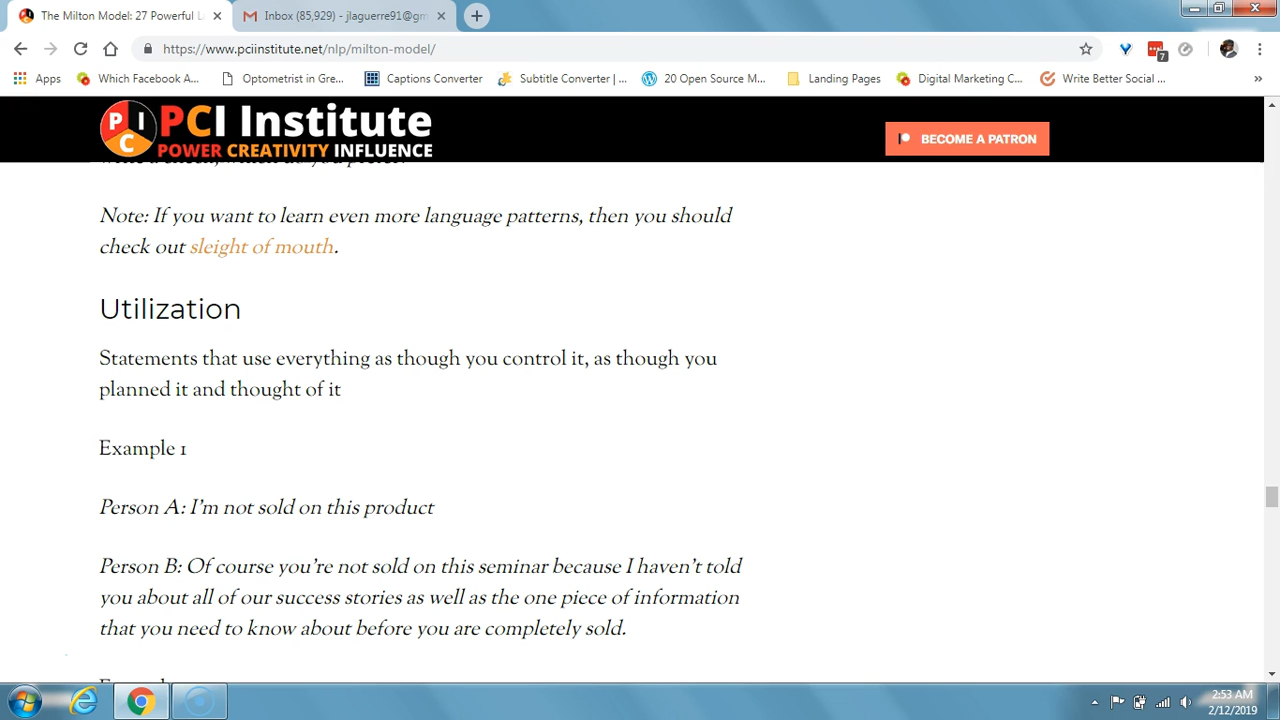 The Milton Model: 27 Powerful L
Inbox (85,929) - jlaguerre91@gm
https://www.pciinstitute.net/nlp/milton-model/
7
Apps
Which Facebook A...
Optometrist in Gre...
Captions Converter
Subtitle Converter | ...
20 Open Source M...
Landing Pages
Digital Marketing C...
Write Better Social ...
»
PIC
PCI Institute
POWER CREATIVITY INFLUENCE
BECOME A PATRON
Note: If you want to learn even more language patterns, then you should
check out sleight of mouth.
Utilization
Statements that use everything as though you control it, as though you
planned it and thought of it
Example 1
Person A: I'm not sold on this product
Person B: Of course you're not sold on this seminar because I haven't told
you about all of our success stories as well as the one piece of information
that you need to know about before you are completely sold.
2:53 AM
2/12/2019